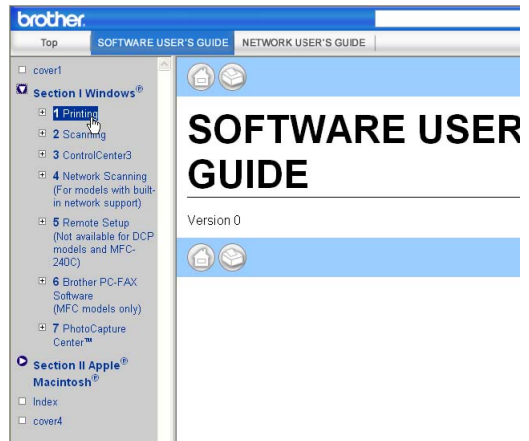 brother.
Top
SOFTWARE USER'S GUIDE
NETWORK USER'S GUIDE
cover1
Section I Windows®
1 Printing
2 Scanning
3 ControlCenter3
4 Network Scanning
(For models with built-
in network support)
5 Remote Setup
(Not available for DCP
models and MFC-
240C)
6 Brother PC-FAX
Software
(MFC models only)
7 PhotoCapture
Center™
Section II Apple®
Macintosh®
Index
cover4
SOFTWARE USER
GUIDE
Version 0